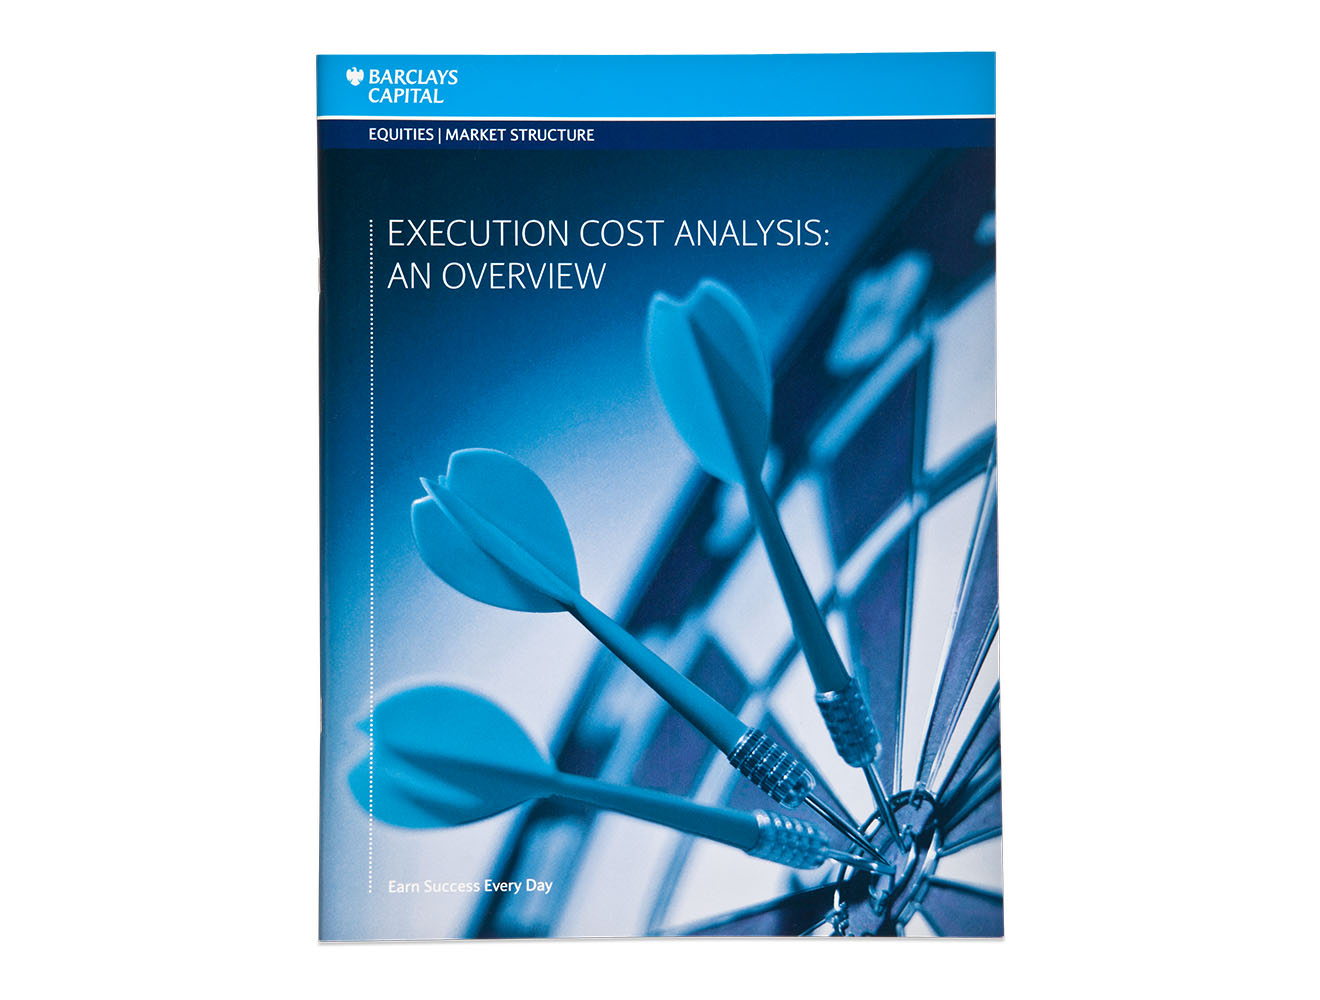 BARCLAYS
CAPITAL
EQUITIES | MARKET STRUCTURE
EXECUTION COST ANALYSIS:
AN OVERVIEW
Earn Success Every Day